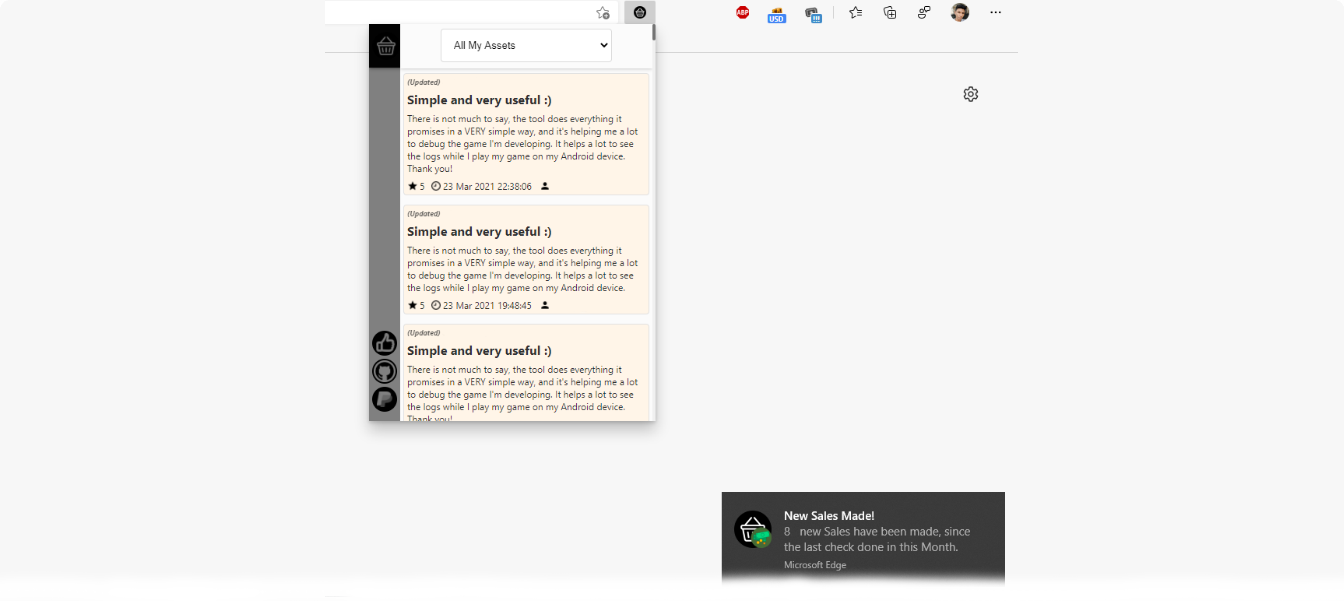 ABP
USD
All My Assets
(Updated)
Simple and very useful :)
There is not much to say, the tool does everything it
promises in a VERY simple way, and it's helping me a lot
to debug the game I'm developing. It helps a lot to see
the logs while I play my game on my Android device.
Thank you!
5 23 Mar 2021 22:38:06
(Updated)
Simple and very useful :)
There is not much to say, the tool does everything it
promises in a VERY simple way, and it's helping me a lot
to debug the game I'm developing. It helps a lot to see
the logs while I play my game on my Android device.
5 23 Mar 2021 19:48:45
(Updated)
Simple and very useful :)
There is not much to say, the tool does everything it
promises in a VERY simple way, and it's helping me a lot
to debug the game I'm developing. It helps a lot to see
the logs while I play my game on my Android device.
Thank you!
New Sales Made!
8 new Sales have been made, since
the last check done in this Month.
Microsoft Edge